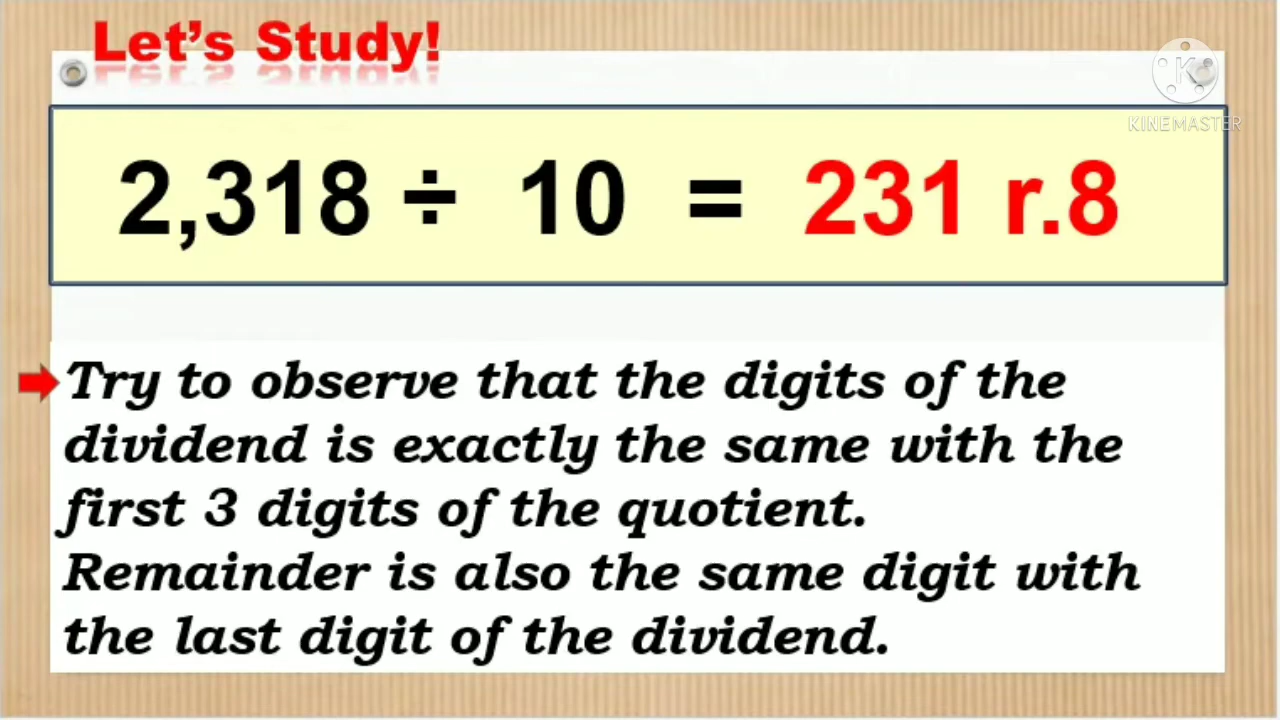 Let's Study!
KINEMASTER
2,318 ÷ 10 = 231 r.8
Try to observe that the digits of the
dividend is exactly the same with the
first 3 digits of the quotient.
Remainder is also the same digit with
the last digit of the dividend.